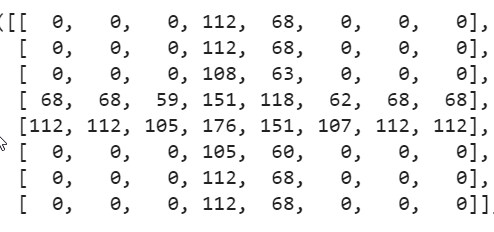 ([[  0,   0,   0, 112,  68,   0,   0,   0],
[  0,   0,   0, 112,  68,   0,   0,   0],
[  0,   0,   0, 108,  63,   0,   0,   0],
[ 68,  68,  59, 151, 118,  62,  68,  68],
[112, 112, 105, 176, 151, 107, 112, 112],
[  0,   0,   0, 105,  60,   0,   0,   0],
[  0,   0,   0, 112,  68,   0,   0,   0],
[  0,   0,   0, 112,  68,   0,   0,   0]],